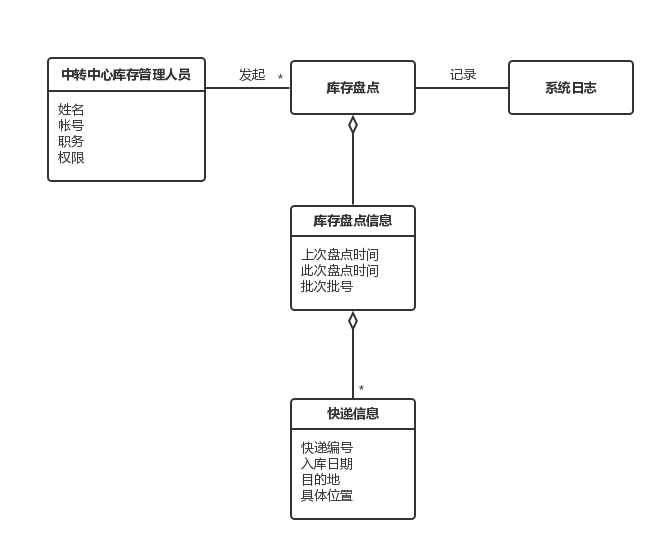 中转中心库存管理人员
姓名
帐号
职务
权限
发起
*
库存盘点
记录
系统日志
库存盘点信息
上次盘点时间
此次盘点时间
批次批号
*
快递信息
快递编号
入库日期
目的地
具体位置